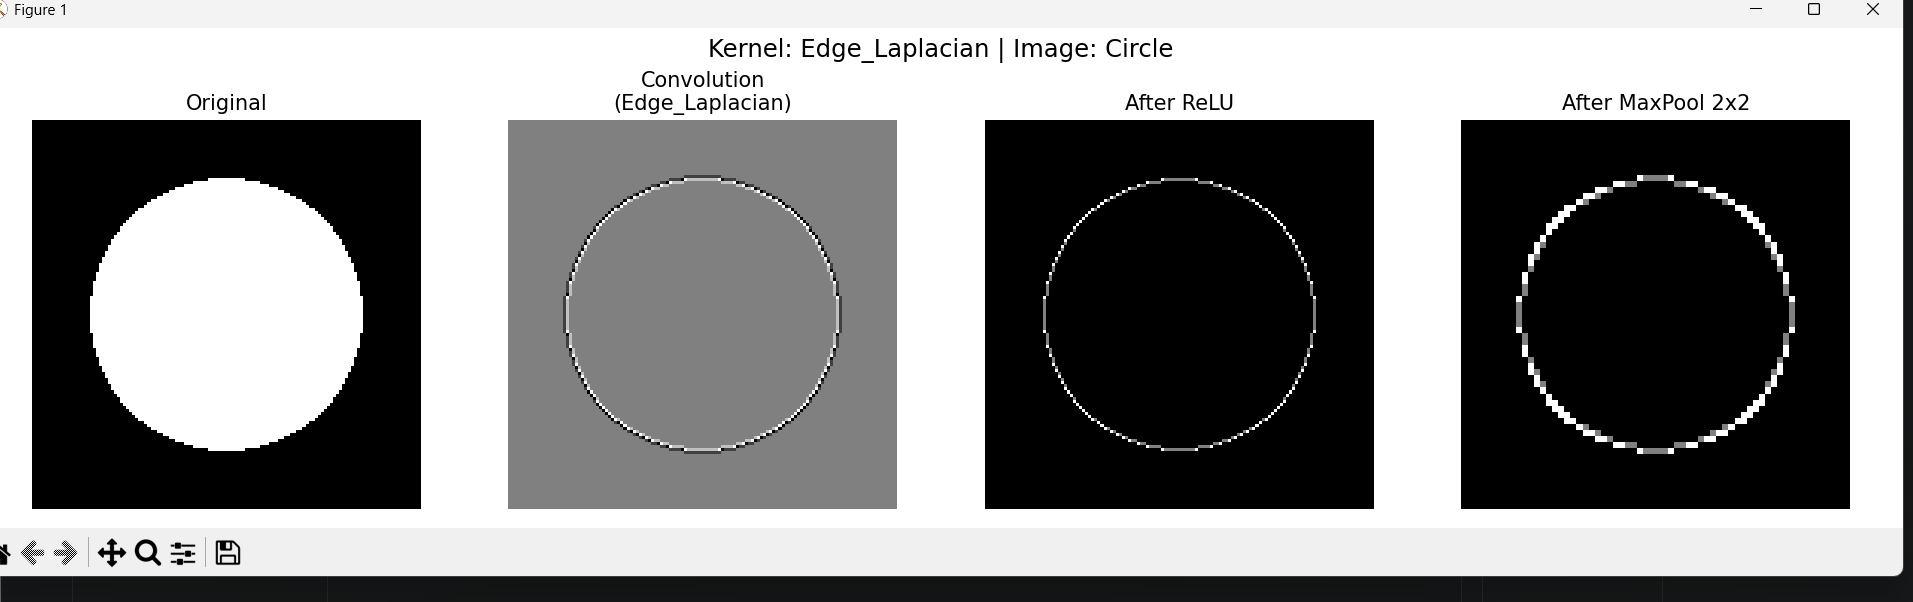 Figure 1
Kernel: Edge_Laplacian | Image: Circle
Original
Convolution
(Edge_Laplacian)
After ReLU
After MaxPool 2x2